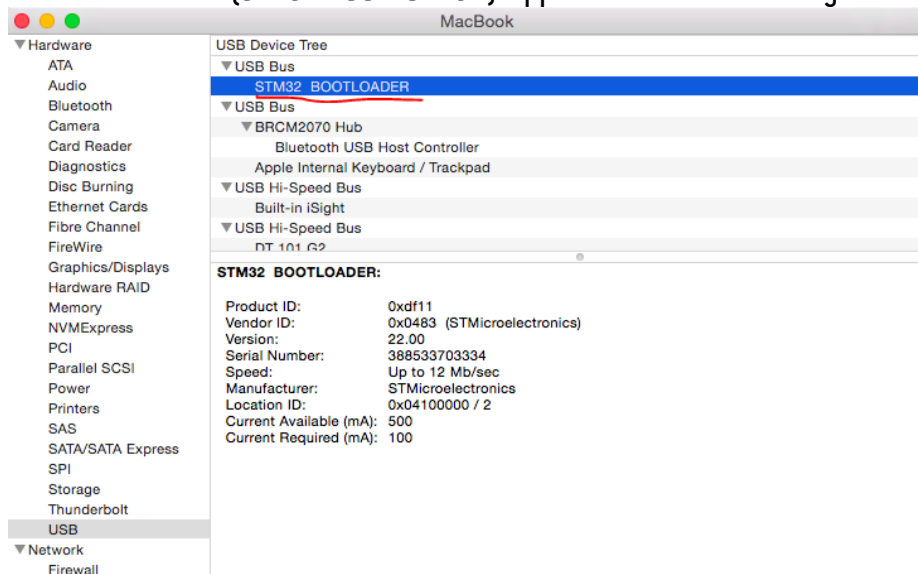 MacBook
Hardware
ATA
Audio
Bluetooth
Camera
Card Reader
Diagnostics
Disc Burning
Ethernet Cards
Fibre Channel
FireWire
Graphics/Displays
Hardware RAID
Memory
NVMExpress
PCI
Parallel SCSI
Power
Printers
SAS
SATA/SATA Express
SPI
Storage
Thunderbolt
USB
Network
Firewall
USB Device Tree
USB Bus
STM32 BOOTLOADER
USB Bus
BRCM2070 Hub
Bluetooth USB Host Controller
Apple Internal Keyboard / Trackpad
USB Hi-Speed Bus
Built-in iSight
USB Hi-Speed Bus
DT 101 G2
STM32 BOOTLOADER:
Product ID: 0xdf11
Vendor ID: 0x0483 (STMicroelectronics)
Version: 22.00
Serial Number: 388533703334
Speed: Up to 12 Mb/sec
Manufacturer: STMicroelectronics
Location ID: 0x04100000 / 2
Current Available (mA): 500
Current Required (mA): 100